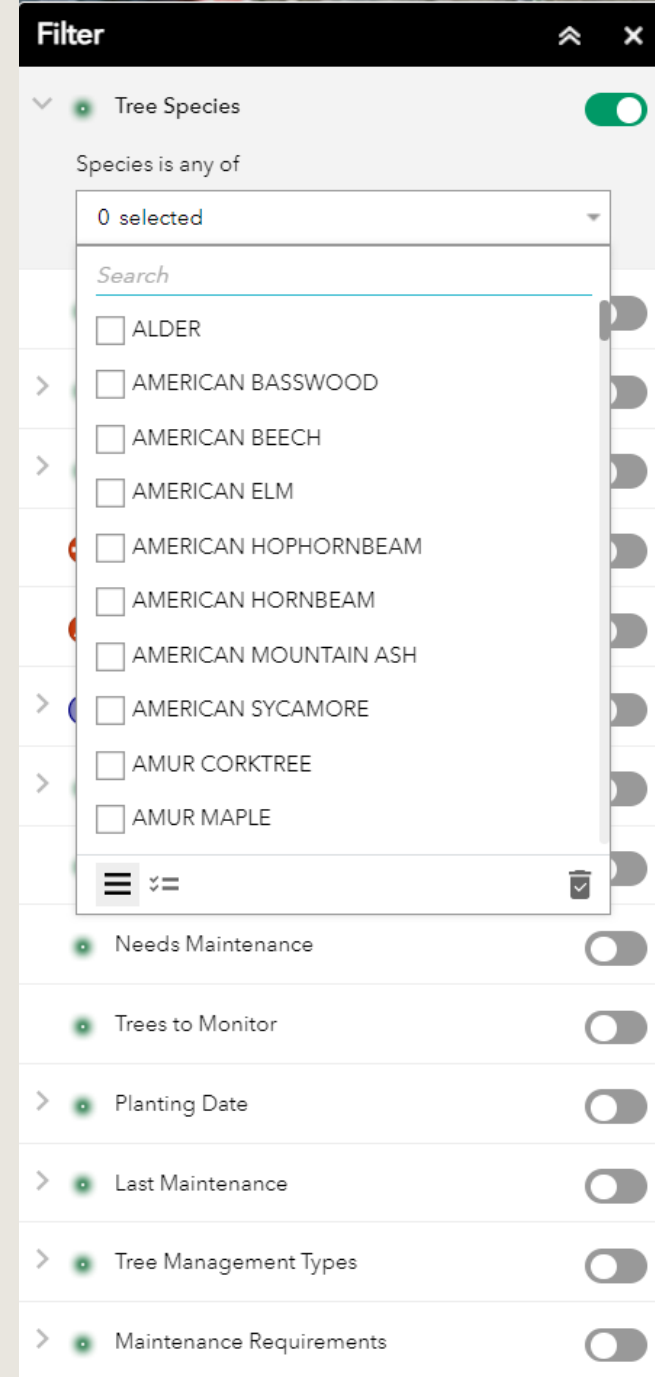 Filter
Tree Species
Species is any of
0 selected
Search
ALDER
AMERICAN BASSWOOD
AMERICAN BEECH
AMERICAN ELM
AMERICAN HOPHORNBEAM
AMERICAN HORNBEAM
AMERICAN MOUNTAIN ASH
AMERICAN SYCAMORE
AMUR CORKTREE
AMUR MAPLE
Needs Maintenance
Trees to Monitor
Planting Date
Last Maintenance
Tree Management Types
Maintenance Requirements